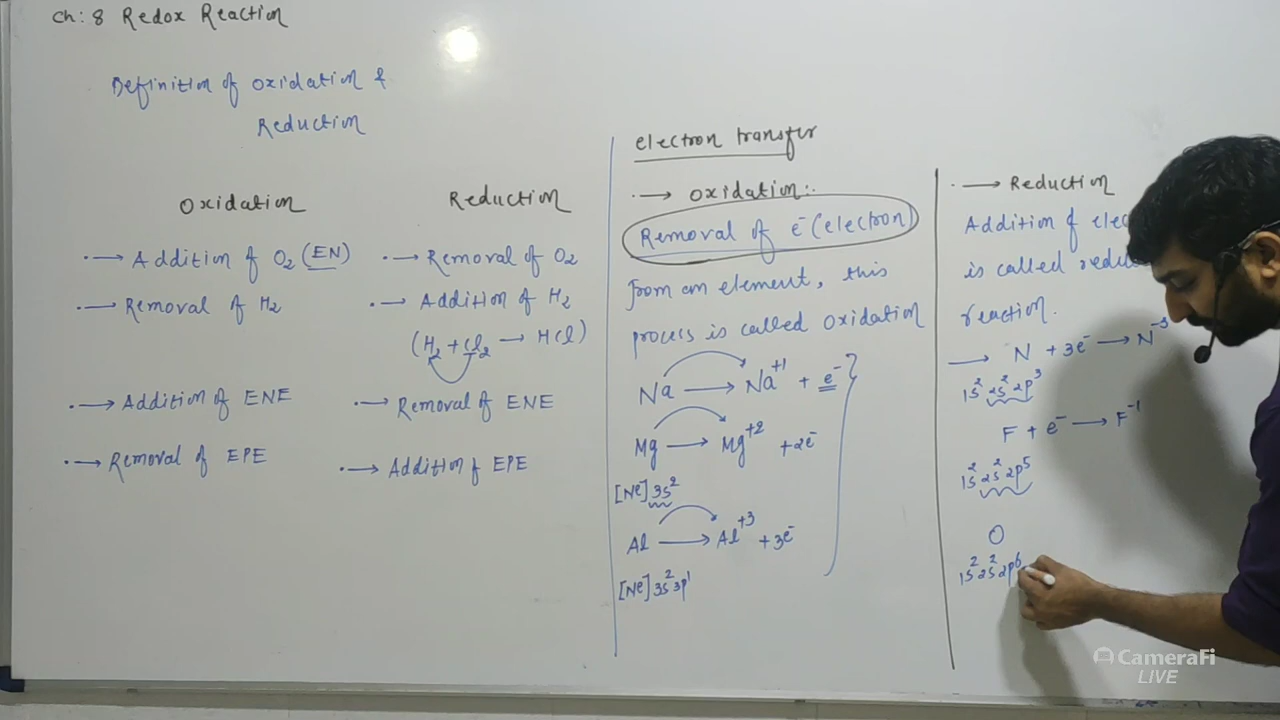 Ch: 8 Redox Reaction
Definition of Oxidation &
Reduction
Oxidation
·→ Addition of O₂ (EN)
·→ Removal of H₂
·→ Addition of ENE
·→ Removal of EPE
Reduction
·→ Removal of O₂
·→ Addition of H₂
(H₂ + Cl₂ → HCl)
·→ Removal of ENE
·→ Addition of EPE
electron transfer
·→ Oxidation:·
Removal of e⁻ (electron)
from an element, this
process is called Oxidation
Na → Na⁺¹ + e⁻
Mg → Mg⁺² + 2e⁻
[Ne] 3s²
Al → Al⁺³ + 3e⁻
[Ne] 3s² 3p¹
·→ Reduction
Addition of
is called
reaction.
→ N + 3e⁻ → N⁻³
1s² 2s² 2p³
F + e⁻ → F⁻¹
1s² 2s² 2p⁵
O
1s² 2s² 2p
CameraFi
LIVE